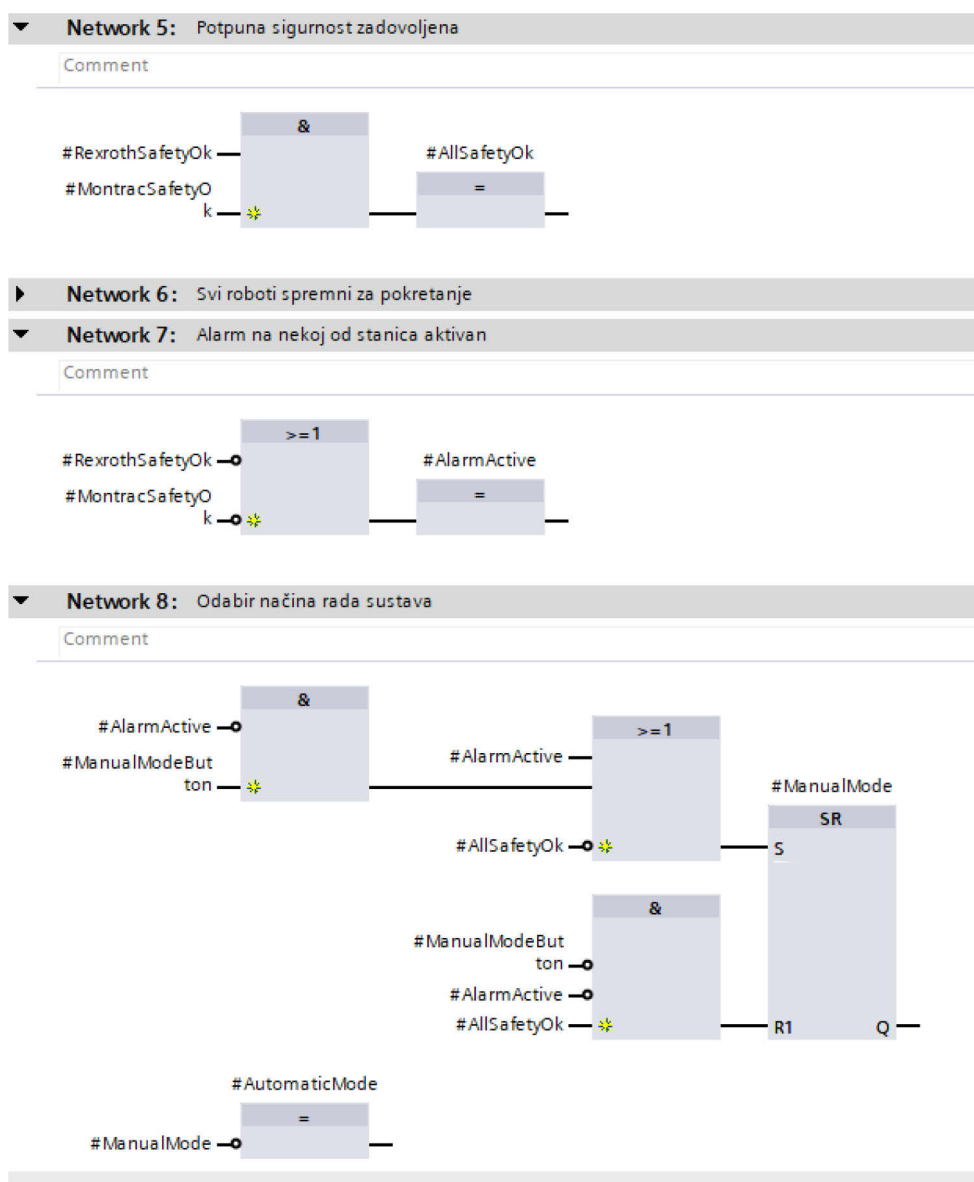 Network 5: Potpuna sigurnost zadovoljena
Comment
&
#RexrothSafetyOk
#AllSafetyOk
#MontracSafetyO
k
=
Network 6: Svi roboti spremni za pokretanje
Network 7: Alarm na nekoj od stanica aktivan
Comment
>=1
#RexrothSafetyOk
#AlarmActive
#MontracSafetyO
k
=
Network 8: Odabir načina rada sustava
Comment
&
#AlarmActive
#ManualModeBut
ton
>=1
#AlarmActive
#AllSafetyOk
#ManualMode
SR
S
&
#ManualModeBut
ton
#AlarmActive
#AllSafetyOk
R1 Q
#AutomaticMode
=
#ManualMode